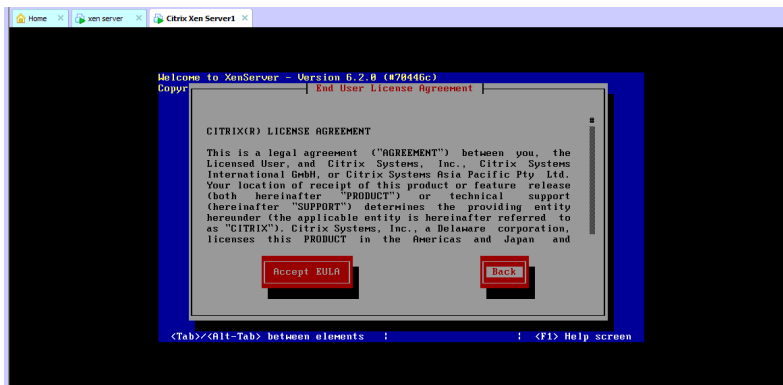 Home
xen server
Citrix Xen Server1
Welcome to XenServer - Version 6.2.0 (#70446c)
Copyr
End User License Agreement
CITRIX(R) LICENSE AGREEMENT
This is a legal agreement ("AGREEMENT") between you, the
Licensed User, and Citrix Systems, Inc., Citrix Systems
International GmbH, or Citrix Systems Asia Pacific Pty Ltd.
Your location of receipt of this product or feature release
(both hereinafter "PRODUCT") or technical support
(hereinafter "SUPPORT") determines the providing entity
hereunder (the applicable entity is hereinafter referred to
as "CITRIX"). Citrix Systems, Inc., a Delaware corporation,
licenses this PRODUCT in the Americas and Japan and
Accept EULA
Back
<Tab>/<Alt-Tab> between elements | | <F1> Help screen